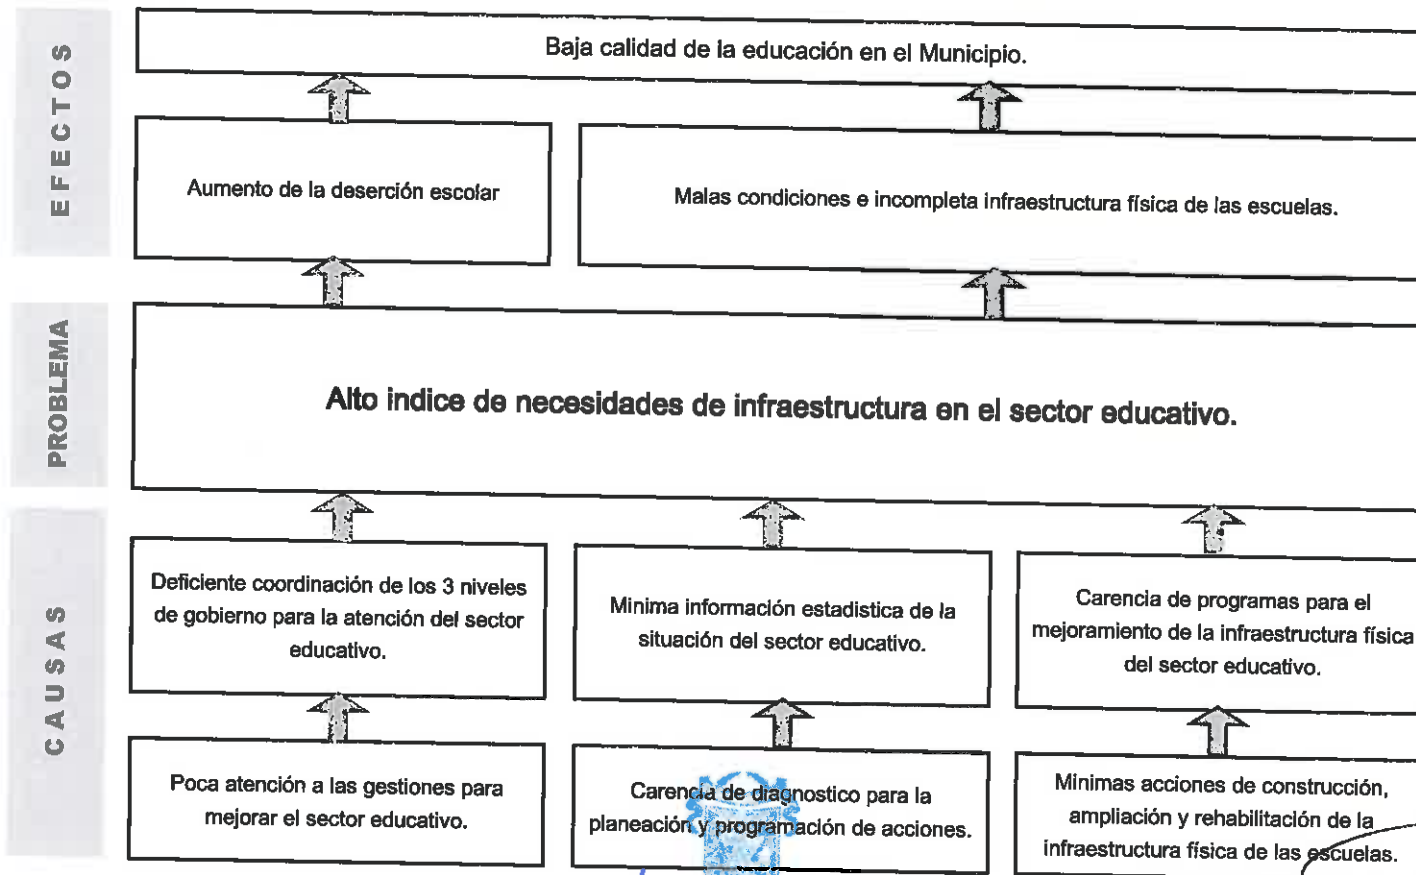 EFECTOS
Baja calidad de la educación en el Municipio.
Aumento de la deserción escolar
Malas condiciones e incompleta infraestructura física de las escuelas.
PROBLEMA
Alto indice de necesidades de infraestructura en el sector educativo.
CAUSAS
Deficiente coordinación de los 3 niveles
de gobierno para la atención del sector
educativo.
Minima información estadistica de la
situación del sector educativo.
Carencia de programas para el
mejoramiento de la infraestructura física
del sector educativo.
Poca atención a las gestiones para
mejorar el sector educativo.
Carencia de diagnostico para la
planeación y programación de acciones.
Minimas acciones de construcción,
ampliación y rehabilitación de la
infraestructura física de las escuelas.